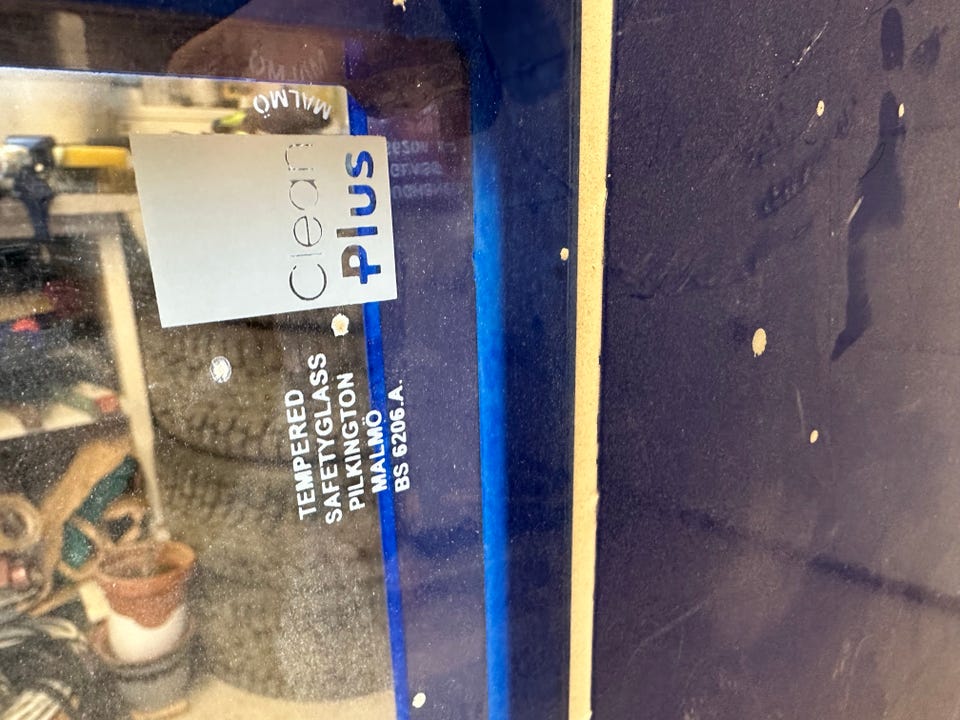 MALMÖ
Clean
Plus
TEMPERED
SAFETYGLASS
PILKINGTON
MALMÖ
BS 6206.A.